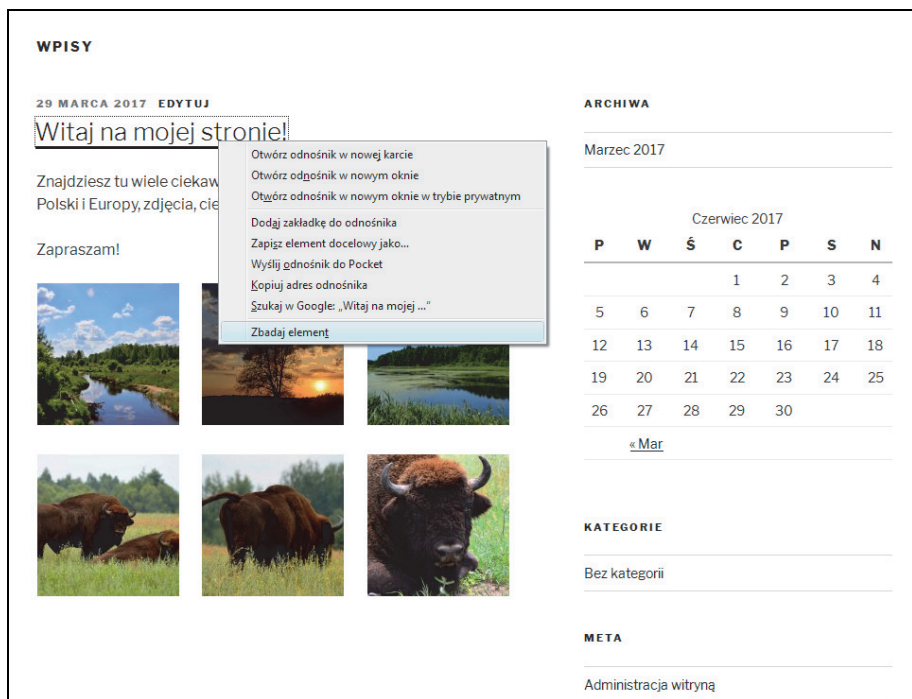 WPISY
29 MARCA 2017 EDYTUJ
Witaj na mojej stronie!
Znajdziesz tu wiele ciekaw
Polski i Europy, zdjęcia, cie
Zapraszam!
Otwórz odnośnik w nowej karcie
Otwórz odnośnik w nowym oknie
Otwórz odnośnik w nowym oknie w trybie prywatnym
Dodaj zakładkę do odnośnika
Zapisz element docelowy jako...
Wyślij odnośnik do Pocket
Kopiuj adres odnośnika
Szukaj w Google: „Witaj na mojej ...”
Zbadaj element
ARCHIWA
Marzec 2017
Czerwiec 2017
P W Ś C P S N
1 2 3 4
5 6 7 8 9 10 11
12 13 14 15 16 17 18
19 20 21 22 23 24 25
26 27 28 29 30
« Mar
KATEGORIE
Bez kategorii
META
Administracja witryną